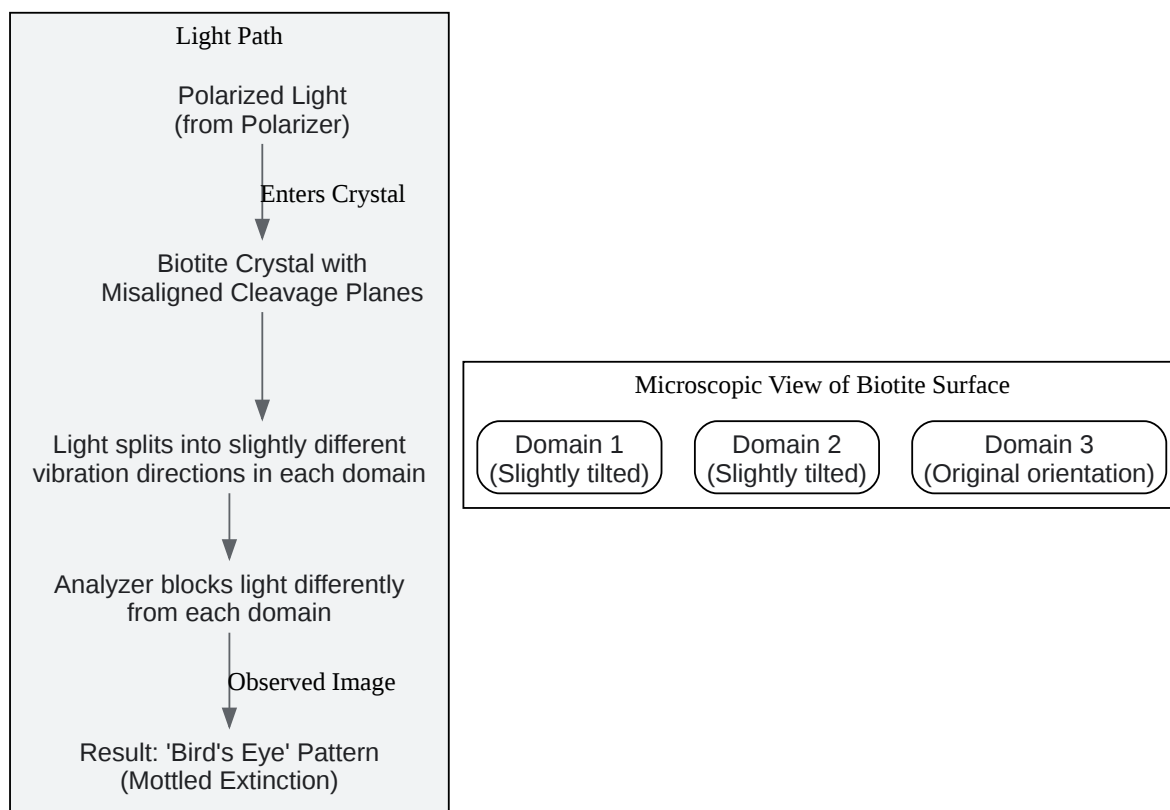 Light Path
Polarized Light
(from Polarizer)
Enters Crystal
Biotite Crystal with
Misaligned Cleavage Planes
Light splits into slightly different
vibration directions in each domain
Analyzer blocks light differently
from each domain
Observed Image
Result: 'Bird's Eye' Pattern
(Mottled Extinction)
Microscopic View of Biotite Surface
Domain 1
(Slightly tilted)
Domain 2
(Slightly tilted)
Domain 3
(Original orientation)